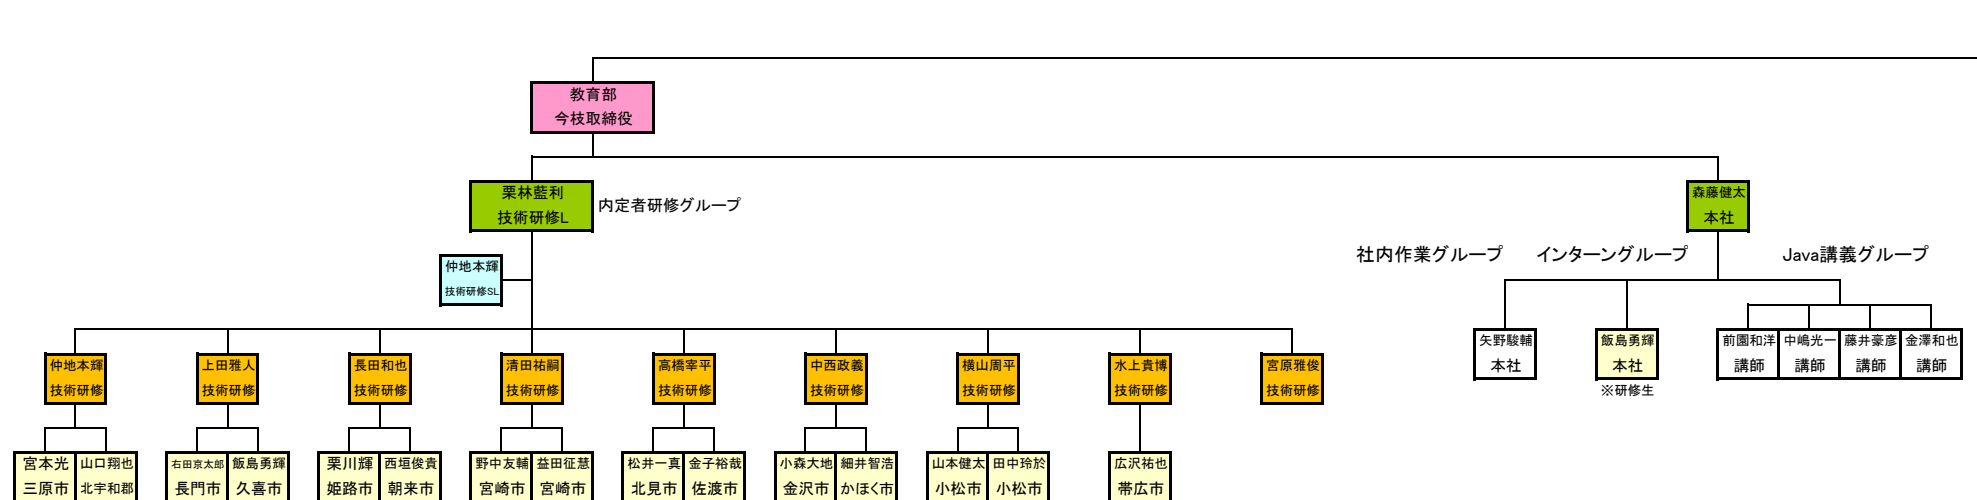 教育部
今枝取締役
栗林藍利
技術研修L
内定者研修グループ
森藤健太
本社
仲地本輝
技術研修SL
社内作業グループ
インターングループ
Java講義グループ
矢野駿輔
本社
飯島勇輝
本社
※研修生
前園和洋
講師
中嶋光一
講師
藤井豪彦
講師
金澤和也
講師
仲地本輝
技術研修
上田雅人
技術研修
長田和也
技術研修
清田祐嗣
技術研修
高橋宰平
技術研修
中西政義
技術研修
横山周平
技術研修
水上貴博
技術研修
宮原雅俊
技術研修
宮本光
三原市
山口翔也
北宇和郡
右田京太郎
長門市
飯島勇輝
久喜市
栗川輝
姫路市
西垣俊貴
朝来市
野中友輔
宮崎市
益田征慧
宮崎市
松井一真
北見市
金子裕哉
佐渡市
小森大地
金沢市
細井智浩
かほく市
山本健太
小松市
田中玲於
小松市
広沢祐也
帯広市